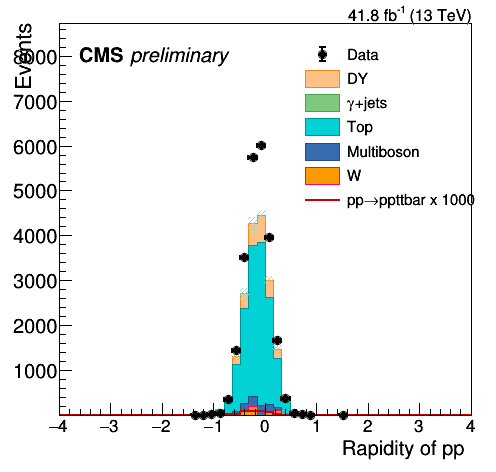 41.8 fb⁻¹ (13 TeV)
Events
CMS preliminary
Data
DY
γ+jets
Top
Multiboson
W
pp→ppttbar x 1000
8000
7000
6000
5000
4000
3000
2000
1000
−4 −3 −2 −1 0 1 2 3 4
Rapidity of pp